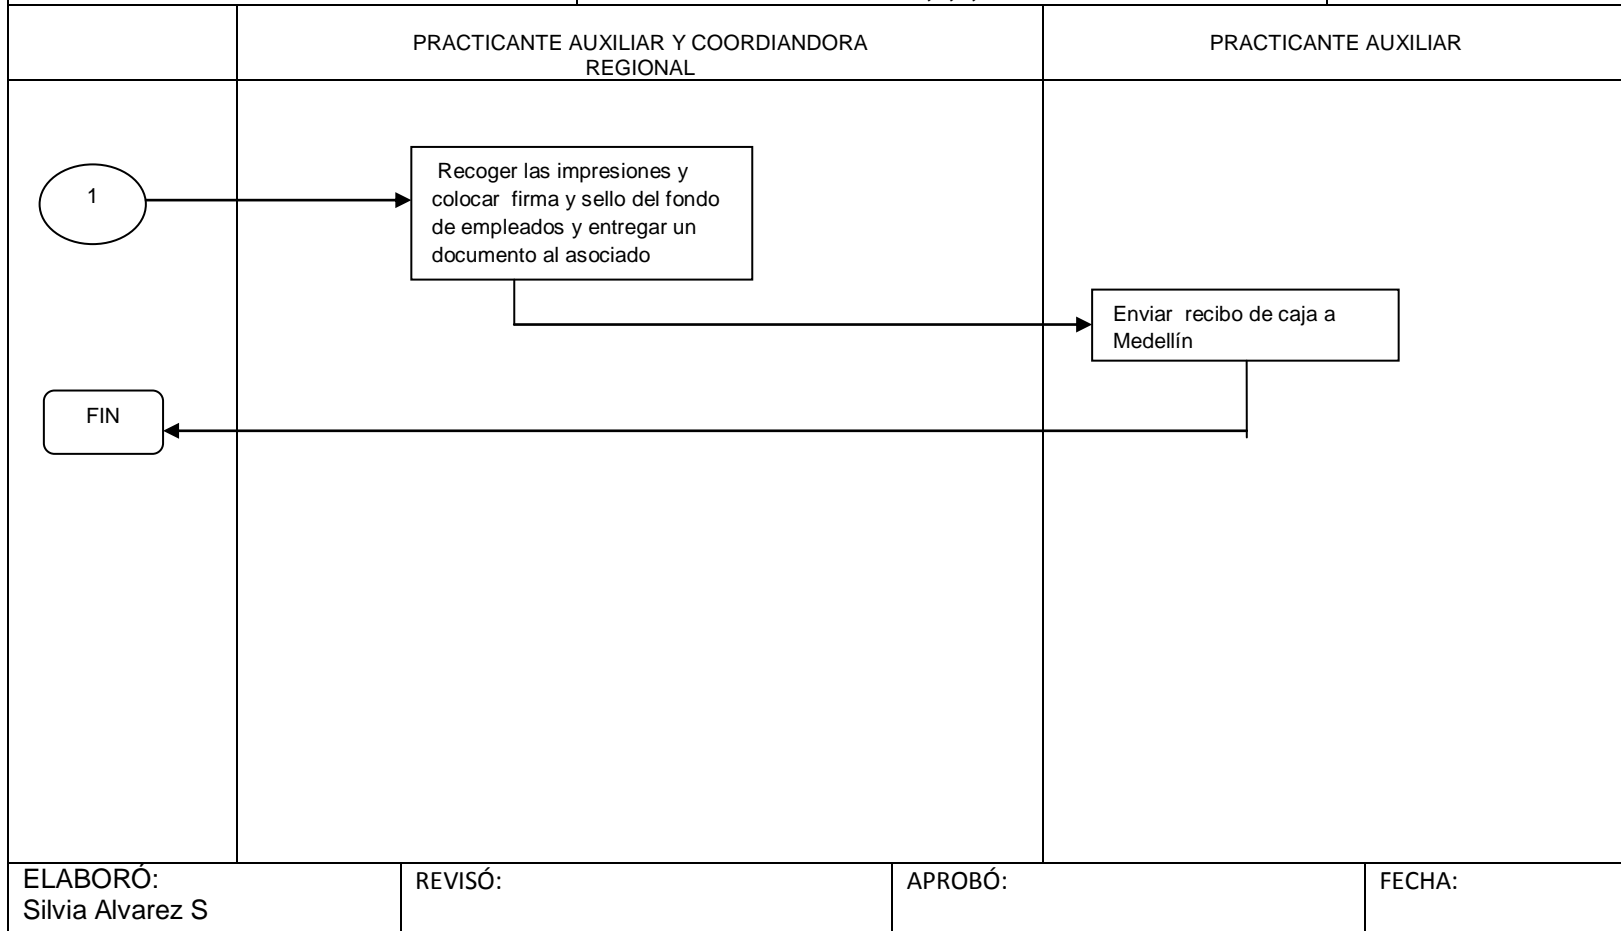 PRACTICANTE AUXILIAR Y COORDIANDORA
REGIONAL
PRACTICANTE AUXILIAR
1
Recoger las impresiones y
colocar firma y sello del fondo
de empleados y entregar un
documento al asociado
Enviar recibo de caja a
Medellín
FIN
ELABORÓ:
Silvia Alvarez S
REVISÓ:
APROBÓ:
FECHA: